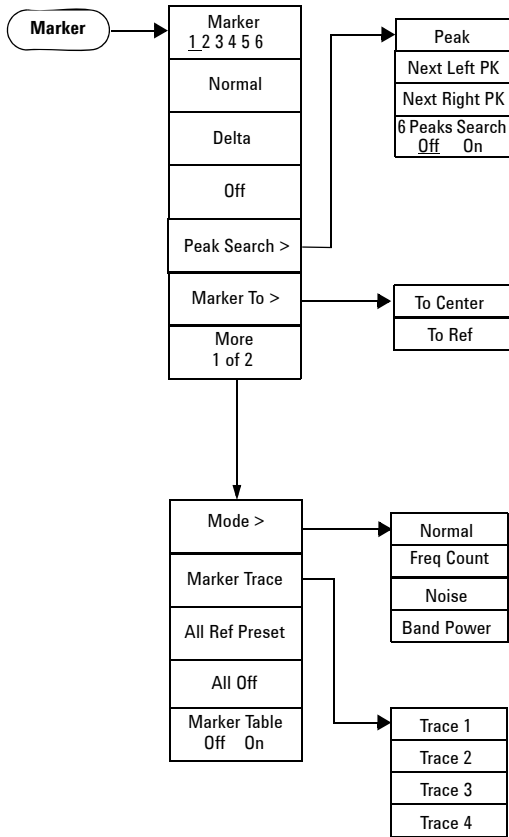 Marker
Marker
1 2 3 4 5 6
Normal
Delta
Off
Peak Search >
Marker To >
More
1 of 2
Peak
Next Left PK
Next Right PK
6 Peaks Search
Off On
To Center
To Ref
Mode >
Marker Trace
All Ref Preset
All Off
Marker Table
Off On
Normal
Freq Count
Noise
Band Power
Trace 1
Trace 2
Trace 3
Trace 4